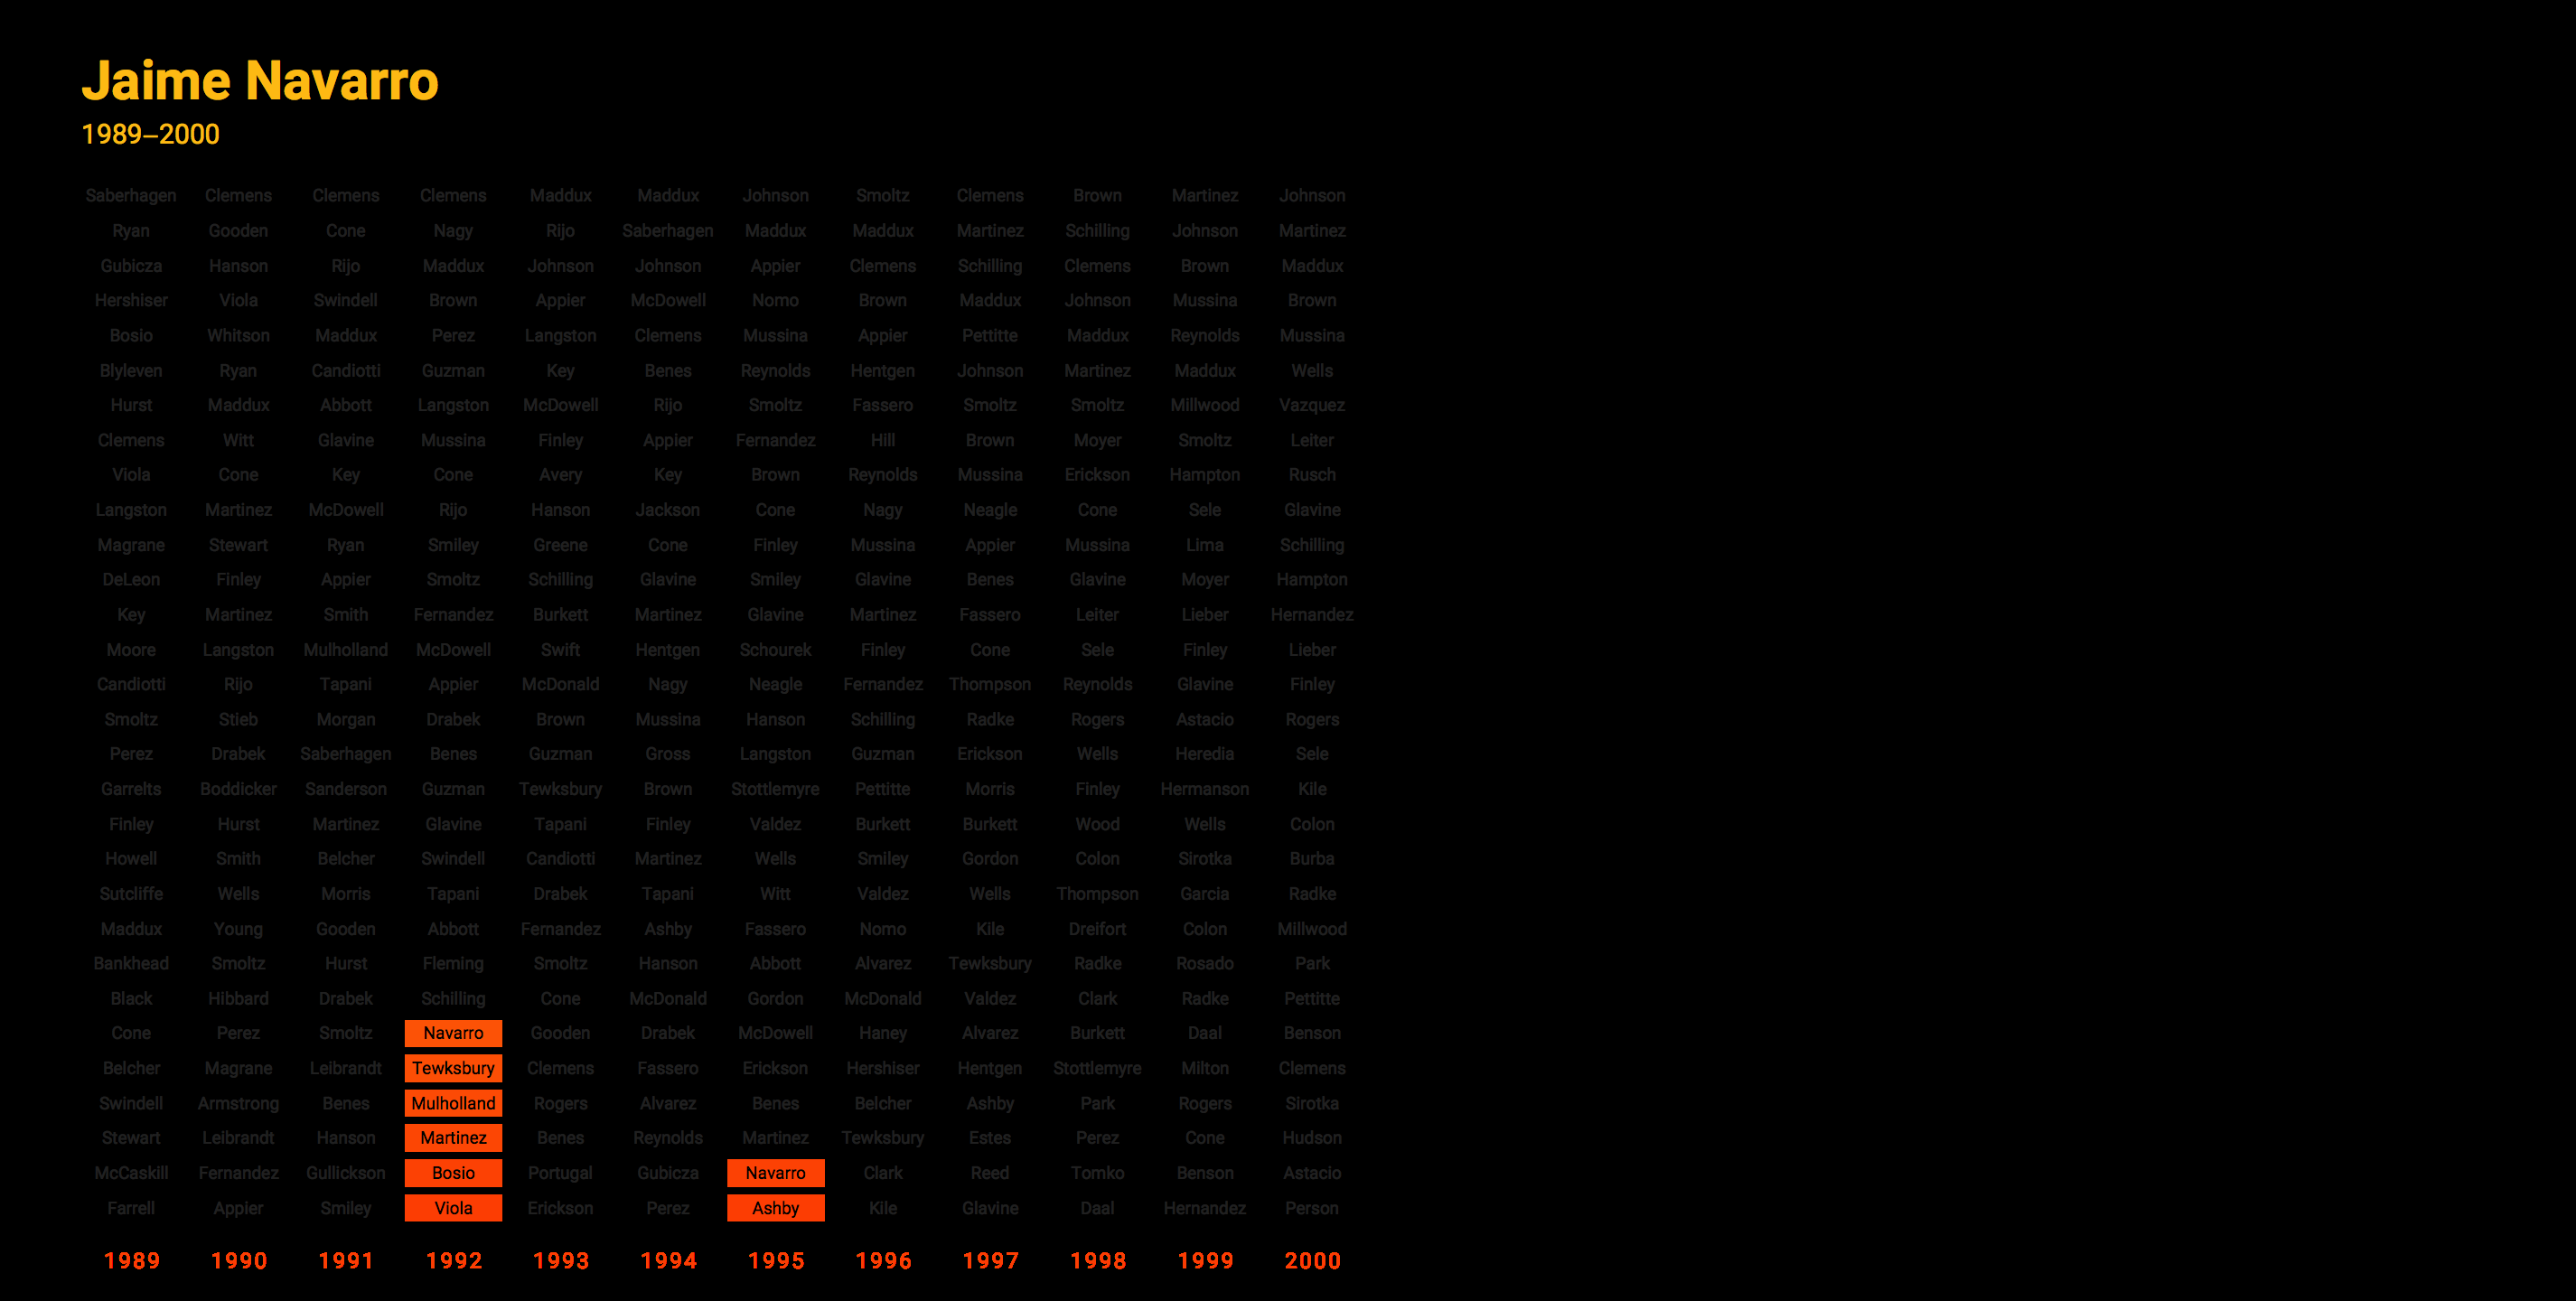 Jaime Navarro
1989–2000
Saberhagen Clemens Clemens Clemens Maddux Maddux Johnson Smoltz Clemens Brown Martinez Johnson
Ryan Gooden Cone Nagy Rijo Saberhagen Maddux Maddux Martinez Schilling Johnson Martinez
Gubicza Hanson Rijo Maddux Johnson Johnson Appier Clemens Schilling Clemens Brown Maddux
Hershiser Viola Swindell Brown Appier McDowell Nomo Brown Maddux Johnson Mussina Brown
Bosio Whitson Maddux Perez Langston Clemens Mussina Appier Pettitte Maddux Reynolds Mussina
Blyleven Ryan Candiotti Guzman Key Benes Reynolds Hentgen Johnson Martinez Maddux Wells
Hurst Maddux Abbott Langston McDowell Rijo Smoltz Fassero Smoltz Smoltz Millwood Vazquez
Clemens Witt Glavine Mussina Finley Appier Fernandez Hill Brown Moyer Smoltz Leiter
Viola Cone Key Cone Avery Key Brown Reynolds Mussina Erickson Hampton Rusch
Langston Martinez McDowell Rijo Hanson Jackson Cone Nagy Neagle Cone Sele Glavine
Magrane Stewart Ryan Smiley Greene Cone Finley Mussina Appier Mussina Lima Schilling
DeLeon Finley Appier Smoltz Schilling Glavine Smiley Glavine Benes Glavine Moyer Hampton
Key Martinez Smith Fernandez Burkett Martinez Glavine Martinez Fassero Leiter Lieber Hernandez
Moore Langston Mulholland McDowell Swift Hentgen Schourek Finley Cone Sele Finley Lieber
Candiotti Rijo Tapani Appier McDonald Nagy Neagle Fernandez Thompson Reynolds Glavine Finley
Smoltz Stieb Morgan Drabek Brown Mussina Hanson Schilling Radke Rogers Astacio Rogers
Perez Drabek Saberhagen Benes Guzman Gross Langston Guzman Erickson Wells Heredia Sele
Garrelts Boddicker Sanderson Guzman Tewksbury Brown Stottlemyre Pettitte Morris Finley Hermanson Kile
Finley Hurst Martinez Glavine Tapani Finley Valdez Burkett Burkett Wood Wells Colon
Howell Smith Belcher Swindell Candiotti Martinez Wells Smiley Gordon Colon Sirotka Burba
Sutcliffe Wells Morris Tapani Drabek Tapani Witt Valdez Wells Thompson Garcia Radke
Maddux Young Gooden Abbott Fernandez Ashby Fassero Nomo Kile Dreifort Colon Millwood
Bankhead Smoltz Hurst Fleming Smoltz Hanson Abbott Alvarez Tewksbury Radke Rosado Park
Black Hibbard Drabek Schilling Cone McDonald Gordon McDonald Valdez Clark Radke Pettitte
Cone Perez Smoltz Navarro Gooden Drabek McDowell Haney Alvarez Burkett Daal Benson
Belcher Magrane Leibrandt Tewksbury Clemens Fassero Erickson Hershiser Hentgen Stottlemyre Milton Clemens
Swindell Armstrong Benes Mulholland Rogers Alvarez Benes Belcher Ashby Park Rogers Sirotka
Stewart Leibrandt Hanson Martinez Benes Reynolds Martinez Tewksbury Estes Perez Cone Hudson
McCaskill Fernandez Gullickson Bosio Portugal Gubicza Navarro Clark Reed Tomko Benson Astacio
Farrell Appier Smiley Viola Erickson Perez Ashby Kile Glavine Daal Hernandez Person
1989 1990 1991 1992 1993 1994 1995 1996 1997 1998 1999 2000